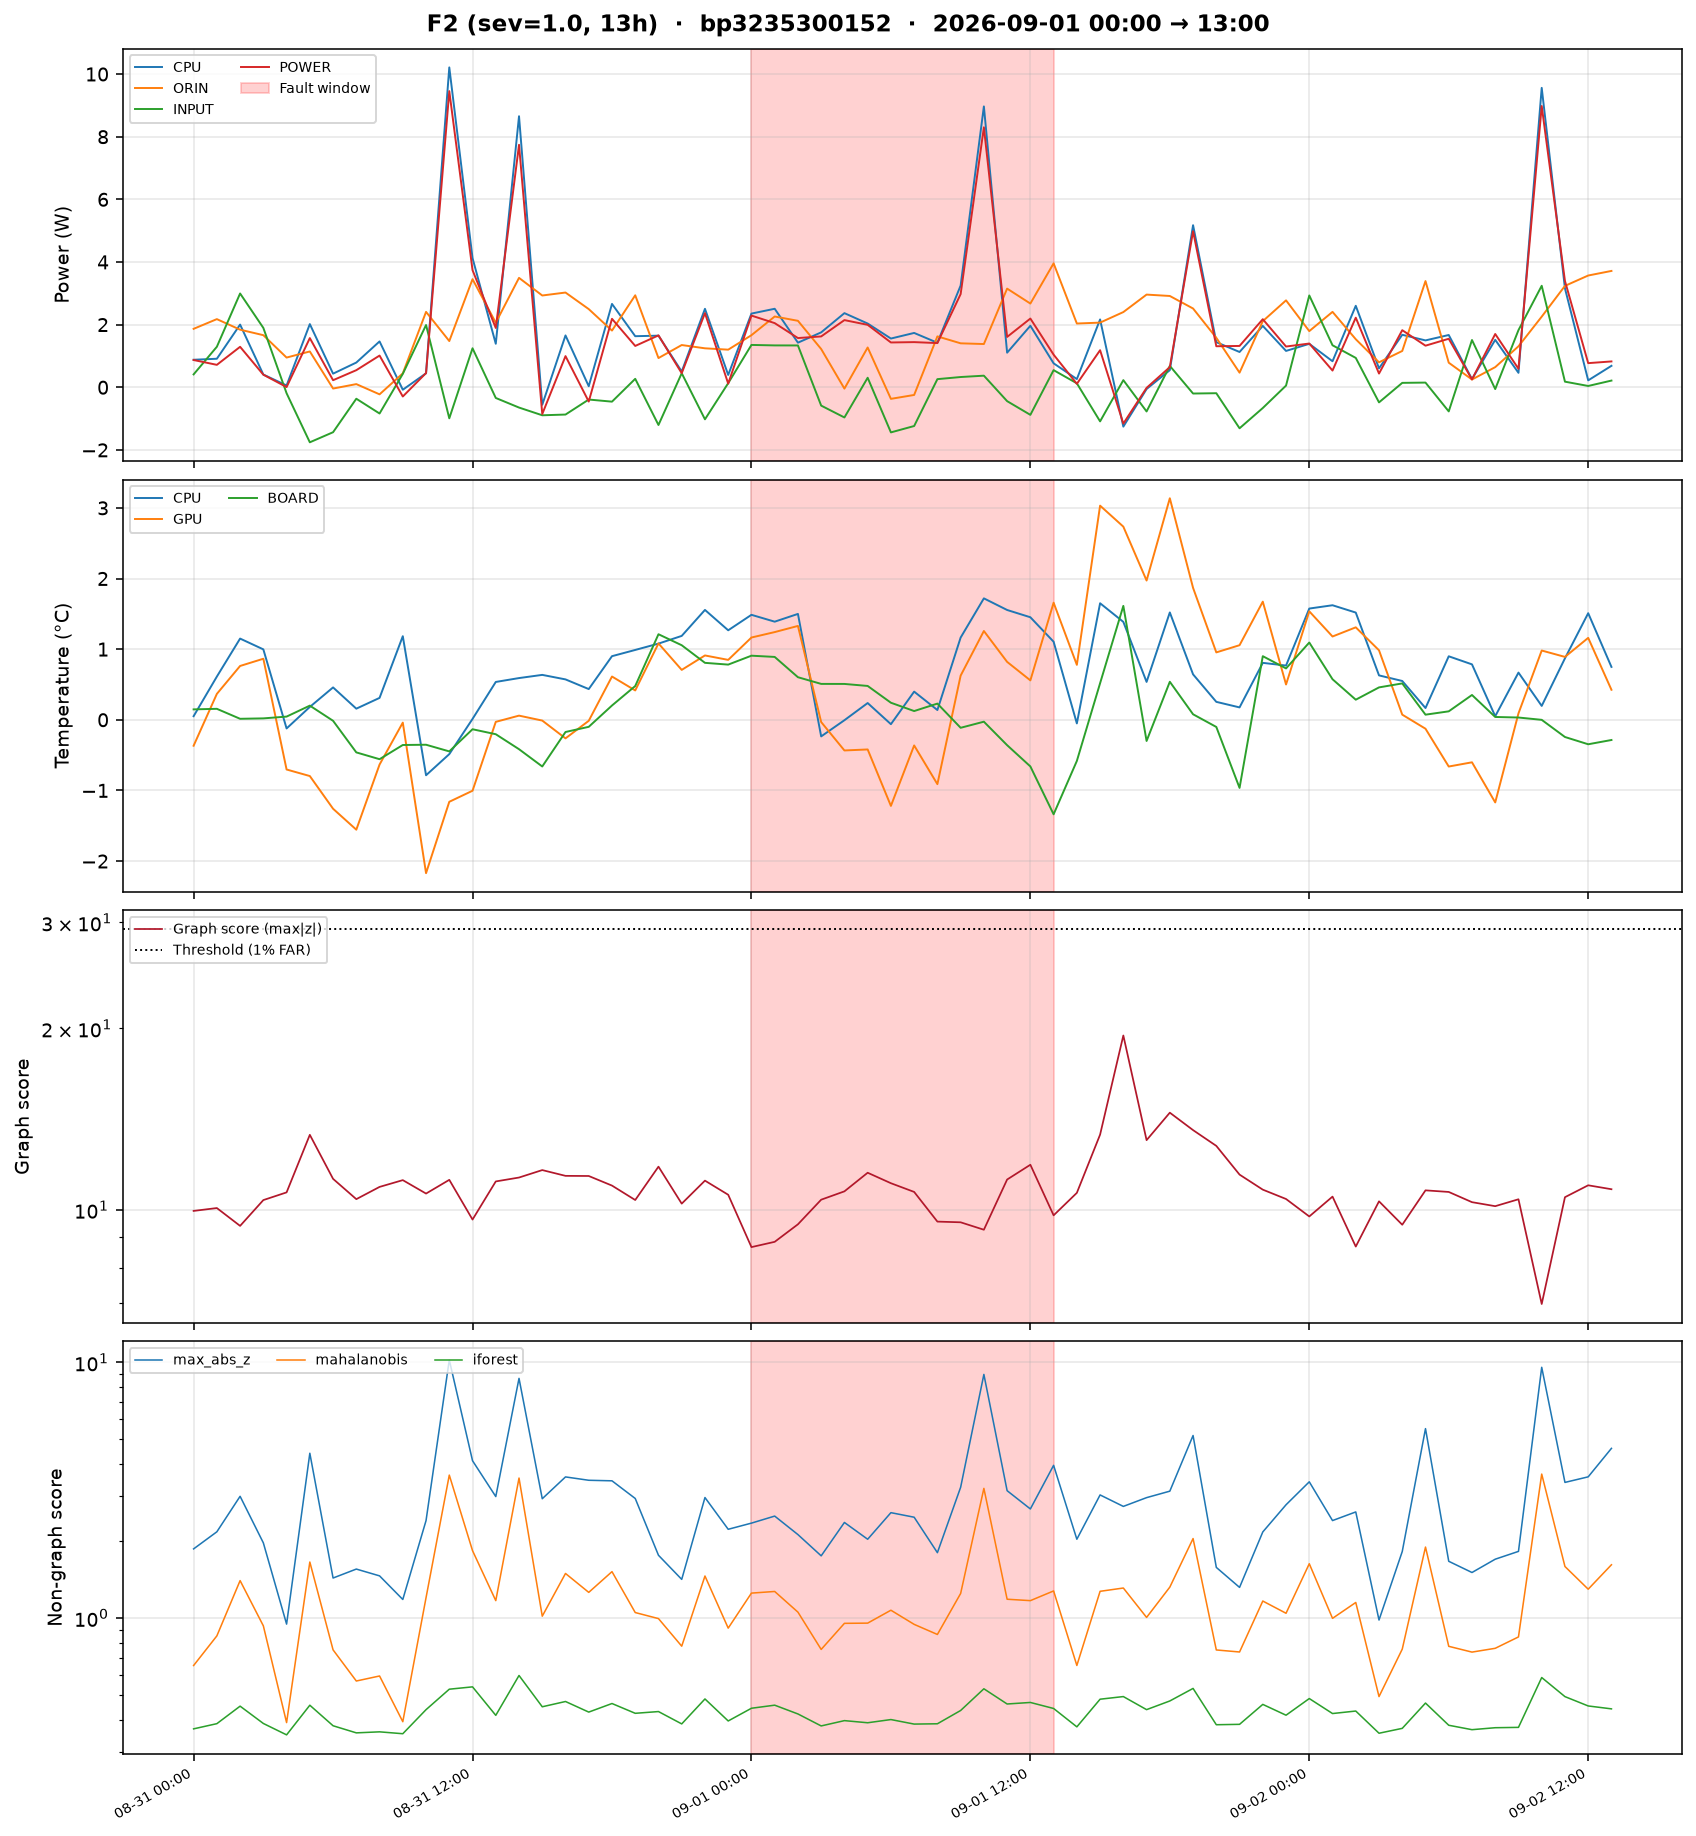 F2 (sev=1.0, 13h)  ·  bp3235300152  ·  2026-09-01 00:00 → 13:00
CPU
ORIN
INPUT
POWER
Fault window
Power (W)
10
8
6
4
2
0
−2
CPU
GPU
BOARD
Temperature (°C)
3
2
1
0
−1
−2
Graph score (max|z|)
Threshold (1% FAR)
Graph score
3 × 10¹
2 × 10¹
10¹
max_abs_z
mahalanobis
iforest
Non-graph score
10¹
10⁰
08-31 00:00
08-31 12:00
09-01 00:00
09-01 12:00
09-02 00:00
09-02 12:00